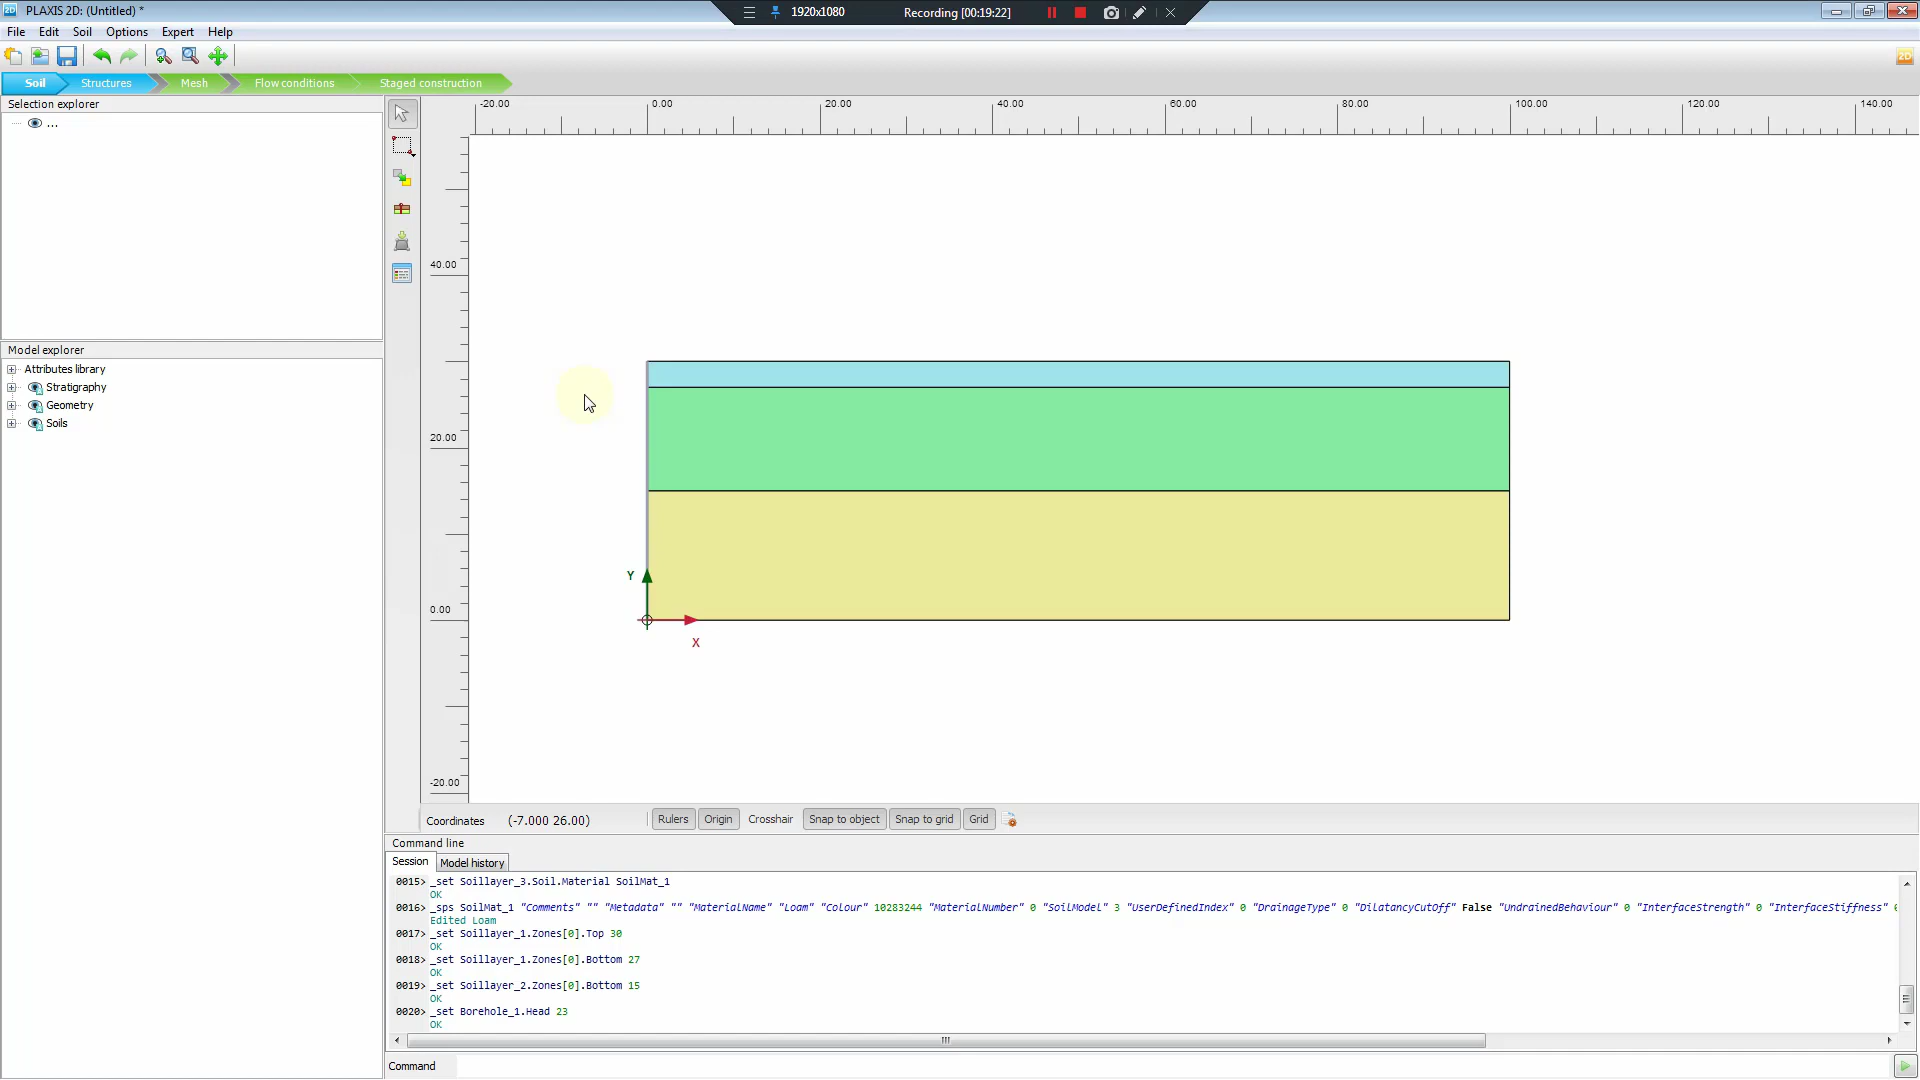 PLAXIS 2D: (Untitled) *
1920x1080
Recording [00:19:22]
File Edit Soil Options Expert Help
Soil Structures Mesh Flow conditions Staged construction
Selection explorer
...
-20.00 0.00 20.00 40.00 60.00 80.00 100.00 120.00 140.00
40.00
Model explorer
Attributes library
Stratigraphy
Geometry
Soils
20.00
Y
0.00
X
-20.00
Coordinates (-7.000 26.00) Rulers Origin Crosshair Snap to object Snap to grid Grid
Command line
Session Model history
0015> _set Soillayer_3.Soil.Material SoilMat_1
OK
0016> _sps SoilMat_1 "Comments" "" "Metadata" "" "MaterialName" "Loam" "Colour" 10283244 "MaterialNumber" 0 "SoilModel" 3 "UserDefinedIndex" 0 "DrainageType" 0 "DilatancyCutOff" False "UndrainedBehaviour" 0 "InterfaceStrength" 0 "InterfaceStiffness"
Edited Loam
0017> _set Soillayer_1.Zones[0].Top 30
OK
0018> _set Soillayer_1.Zones[0].Bottom 27
OK
0019> _set Soillayer_2.Zones[0].Bottom 15
OK
0020> _set Borehole_1.Head 23
OK
Command